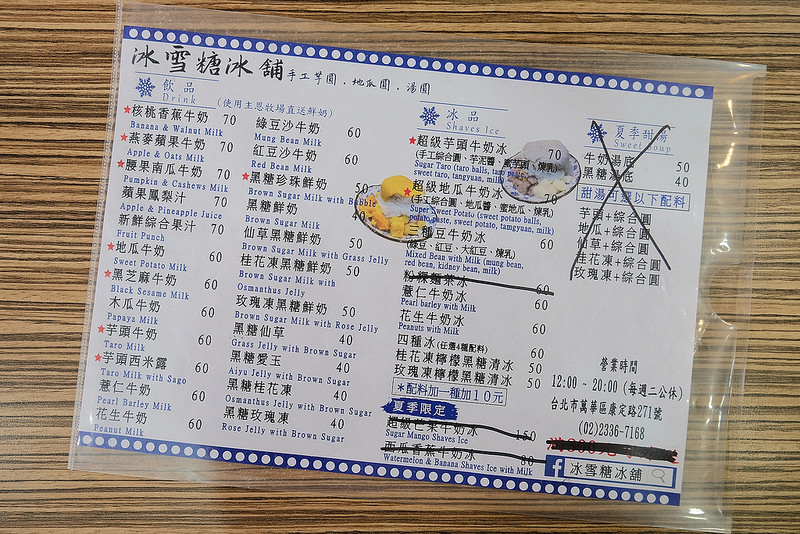 冰雪糖冰舖 手工芋圓．地瓜圓．湯圓
飲品
Drink
(使用主恩牧場直送鮮奶)
核桃香蕉牛奶 70
Banana & Walnut Milk
燕麥蘋果牛奶 70
Apple & Oats Milk
腰果南瓜牛奶 70
Pumpkin & Cashews Milk
蘋果鳳梨汁 70
Apple & Pineapple Juice
新鮮綜合果汁 70
Fruit Punch
地瓜牛奶 60
Sweet Potato Milk
黑芝麻牛奶 60
Black Sesame Milk
木瓜牛奶 60
Papaya Milk
芋頭牛奶 60
Taro Milk
芋頭西米露 60
Taro Milk with Sago
薏仁牛奶 60
Pearl Barley Milk
花生牛奶 60
Peanut Milk
綠豆沙牛奶 60
Mung Bean Milk
紅豆沙牛奶 60
Red Bean Milk
黑糖珍珠鮮奶 50
Brown Sugar Milk with Bubble
黑糖鮮奶 40
Brown Sugar Milk
仙草黑糖鮮奶 50
Brown Sugar Milk with Grass Jelly
桂花凍黑糖鮮奶 50
Brown Sugar Milk with
Osmanthus Jelly
玫瑰凍黑糖鮮奶 50
Brown Sugar Milk with Rose Jelly
黑糖仙草 40
Grass Jelly with Brown Sugar
黑糖愛玉 40
Aiyu Jelly with Brown Sugar
黑糖桂花凍 40
Osmanthus Jelly with Brown Sugar
黑糖玫瑰凍 40
Rose Jelly with Brown Sugar
冰品
Shaves Ice
超級芋頭牛奶冰 70
(手工綜合圓、芋泥醬、蜜芋頭、煉乳)
Sugar Taro (taro balls, taro
sweet taro, tangyuan, milk)
超級地瓜牛奶冰 70
(手工綜合圓、地瓜醬、蜜地瓜、煉乳)
Super Sweet Potato (sweet potato balls,
potato paste, sweet potato, tamgyuan, milk)
三種豆牛奶冰 60
(綠豆、紅豆、大紅豆、煉乳)
Mixed Bean with Milk (mung bean,
red bean, kidney bean, milk)
粉粿麵茶冰 60
薏仁牛奶冰 60
Pearl barley with Milk
花生牛奶冰 60
Peanuts with Milk
四種冰 (任選4種配料) 60
桂花凍檸檬黑糖清冰 50
玫瑰凍檸檬黑糖清冰 50
＊配料加一種加10元
夏季限定
超級芒果牛奶冰 150
Sugar Mango Shaves Ice
西瓜香蕉牛奶冰 80
Watermelon & Banana Shaves Ice with Milk
夏季甜湯
Sweet Soup
牛奶湯底 50
黑糖湯底 40
甜湯可選以下配料
芋頭+綜合圓
地瓜+綜合圓
仙草+綜合圓
桂花凍+綜合圓
玫瑰凍+綜合圓
營業時間
12:00 ~ 20:00 (每週二公休)
台北市萬華區康定路271號
(02)2336-7168
冰雪糖冰舖